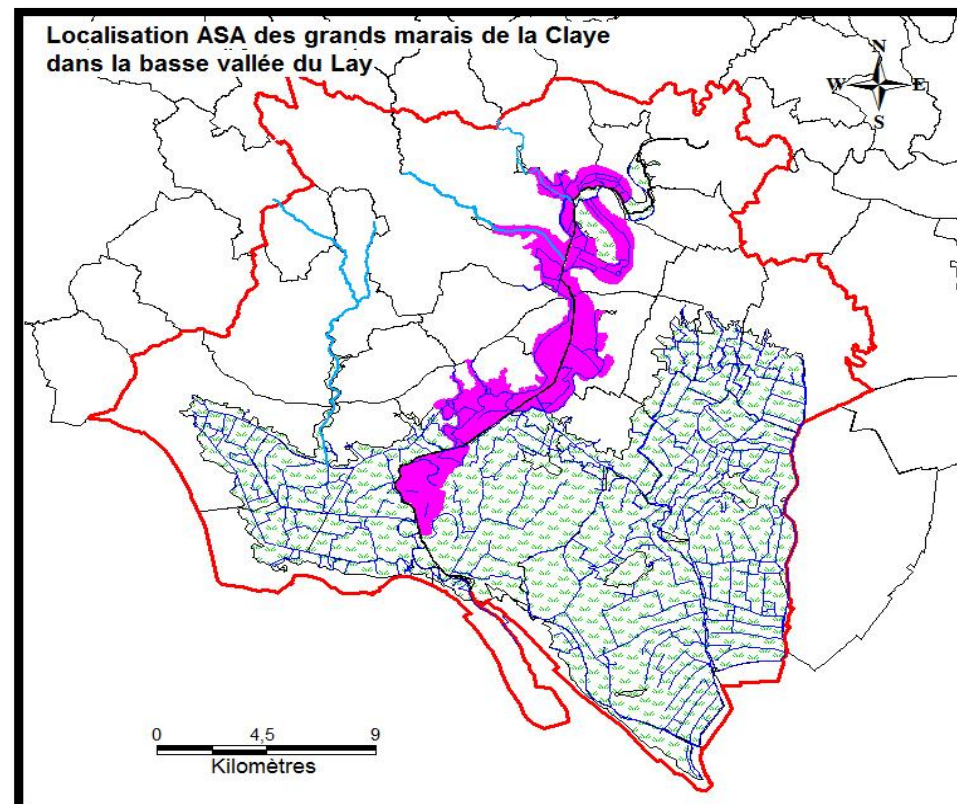 Localisation ASA des grands marais de la Claye
dans la basse vallée du Lay
N
W E
S
0 4,5 9
Kilomètres